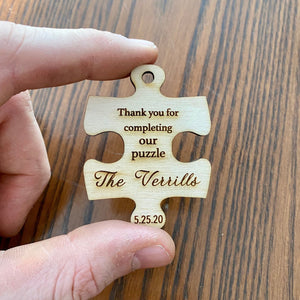 Thank you for
completing
our
puzzle
The Verrills
5.25.20